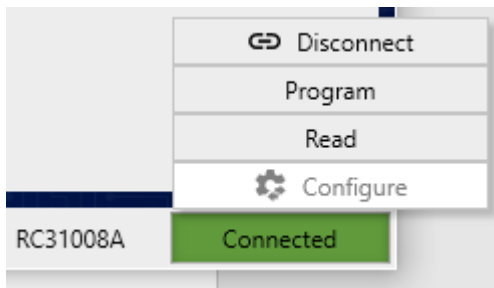 Disconnect
Program
Read
Configure
RC31008A Connected